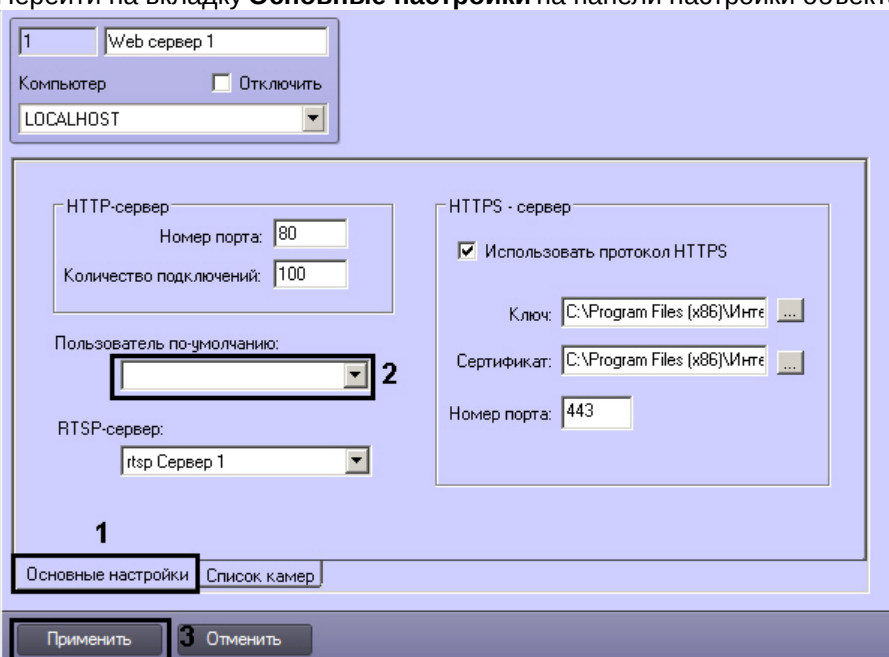 Перейти на вкладку Основные настройки на панели настройки объекта
1 Web сервер 1
Компьютер Отключить
LOCALHOST
HTTP-сервер
Номер порта: 80
Количество подключений: 100
Пользователь по-умолчанию:
2
RTSP-сервер:
rtsp Сервер 1
HTTPS - сервер
Использовать протокол HTTPS
Ключ: C:\Program Files (x86)\Инте ...
Сертификат: C:\Program Files (x86)\Инте ...
Номер порта: 443
1
Основные настройки Список камер
Применить 3 Отменить